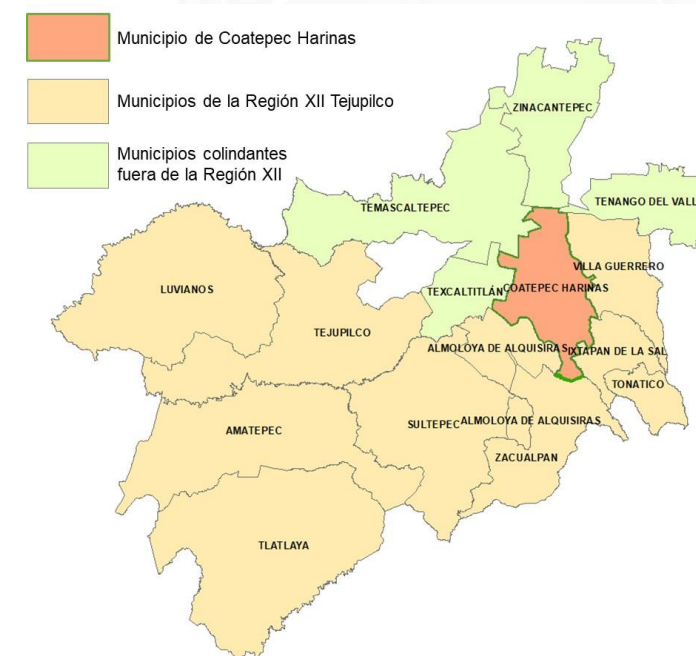 Municipio de Coatepec Harinas
Municipios de la Región XII Tejupilco
Municipios colindantes
fuera de la Región XII
ZINACANTEPEC
TENANGO DEL VALL
TEMASCALTEPEC
VILLA GUERRERO
LUVIANOS
TEXCALTITLÁN
COATEPEC HARINAS
TEJUPILCO
ALMOLOYA DE ALQUISIRAS
IXTAPAN DE LA SAL
TONATICO
AMATEPEC
SULTEPEC
ALMOLOYA DE ALQUISIRAS
ZACUALPAN
TLATLAYA